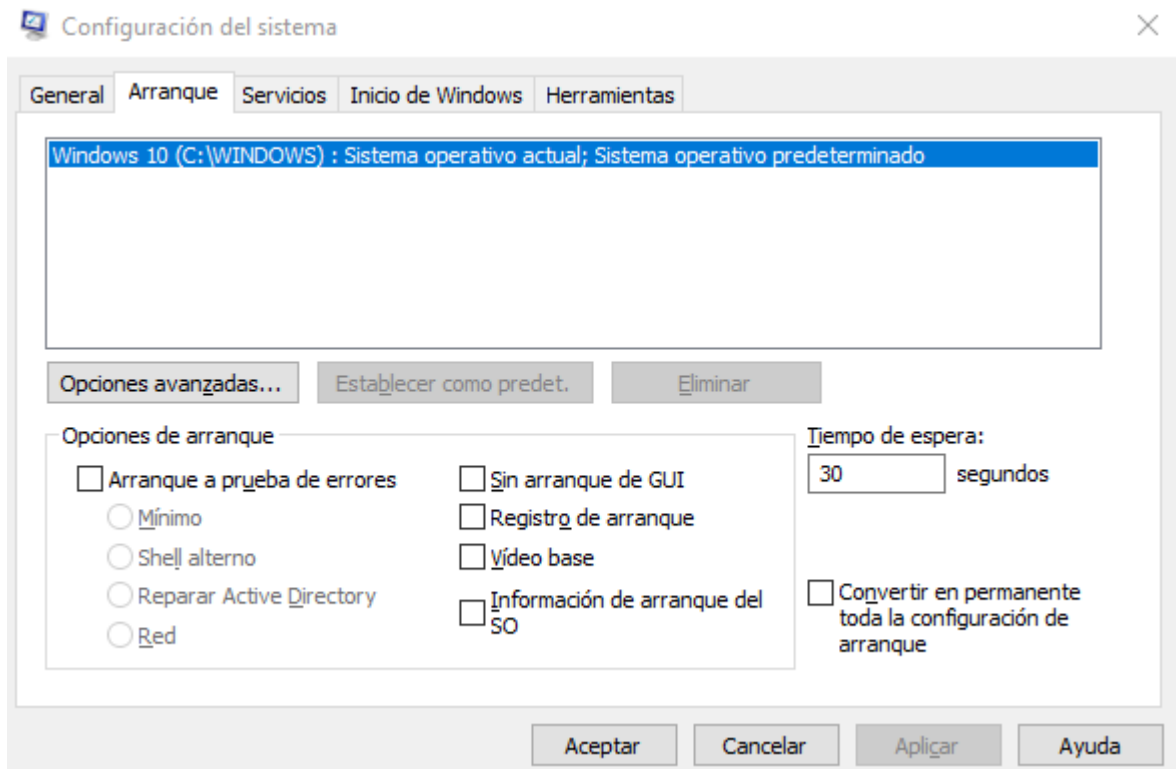 Configuración del sistema
General Arranque Servicios Inicio de Windows Herramientas
Windows 10 (C:\WINDOWS) : Sistema operativo actual; Sistema operativo predeterminado
Opciones avanzadas... Establecer como predet. Eliminar
Opciones de arranque Tiempo de espera:
Arranque a prueba de errores Sin arranque de GUI 30 segundos
Mínimo Registro de arranque
Shell alterno Vídeo base
Reparar Active Directory Información de arranque del
SO
Red
Convertir en permanente
toda la configuración de
arranque
Aceptar Cancelar Aplicar Ayuda